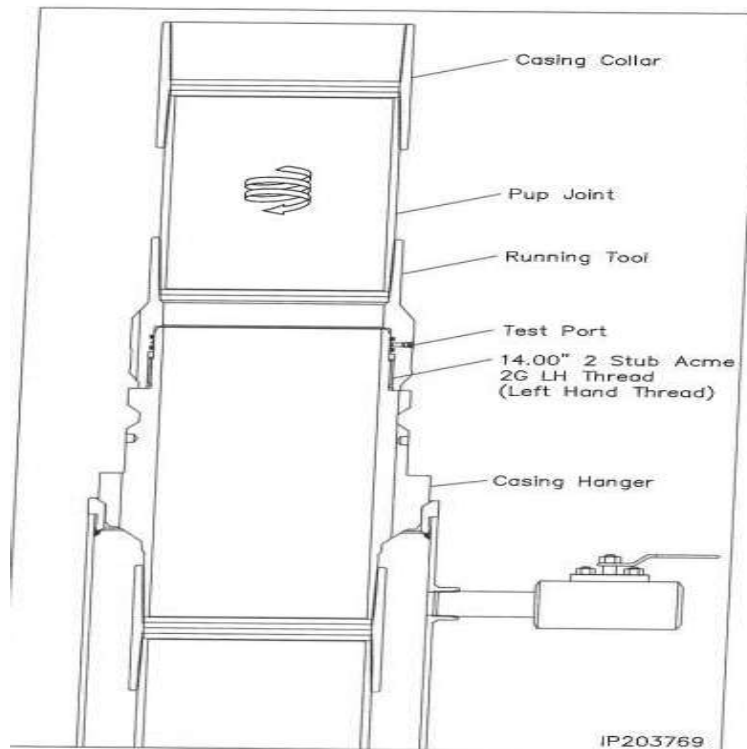 Casing Collar
Pup Joint
Running Tool
Test Port
14.00" 2 Stub Acme
2G LH Thread
(Left Hand Thread)
Casing Hanger
IP203769